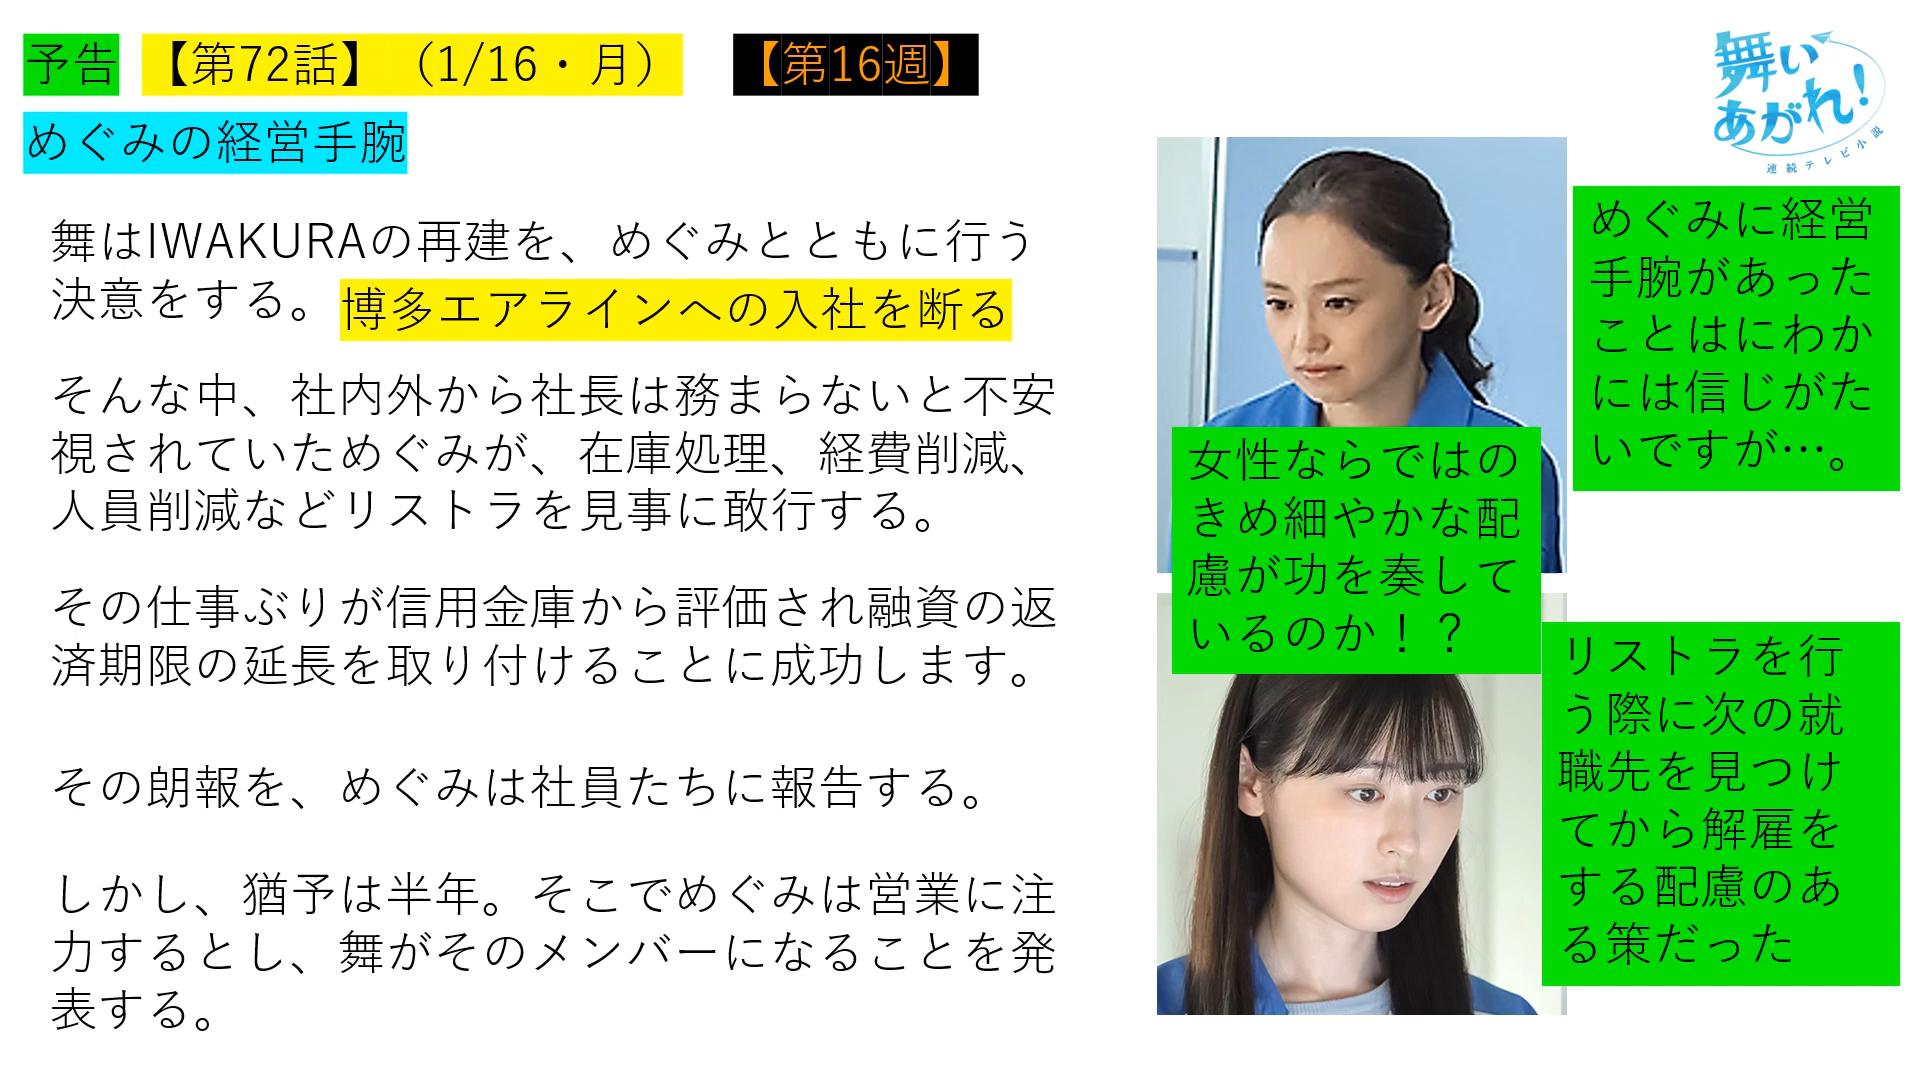 予告 【第72話】（1/16・月） 【第16週】
めぐみの経営手腕
舞いあがれ！
連続テレビ小説
舞はIWAKURAの再建を、めぐみとともに行う
決意をする。 博多エアラインへの入社を断る
そんな中、社内外から社長は務まらないと不安
視されていためぐみが、在庫処理、経費削減、
人員削減などリストラを見事に敢行する。
その仕事ぶりが信用金庫から評価され融資の返
済期限の延長を取り付けることに成功します。
その朗報を、めぐみは社員たちに報告する。
しかし、猶予は半年。そこでめぐみは営業に注
力するとし、舞がそのメンバーになることを発
表する。
めぐみに経営
手腕があった
ことはにわか
には信じがた
いですが…。
女性ならではの
きめ細やかな配
慮が功を奏して
いるのか！？
リストラを行
う際に次の就
職先を見つけ
てから解雇を
する配慮のあ
る策だった